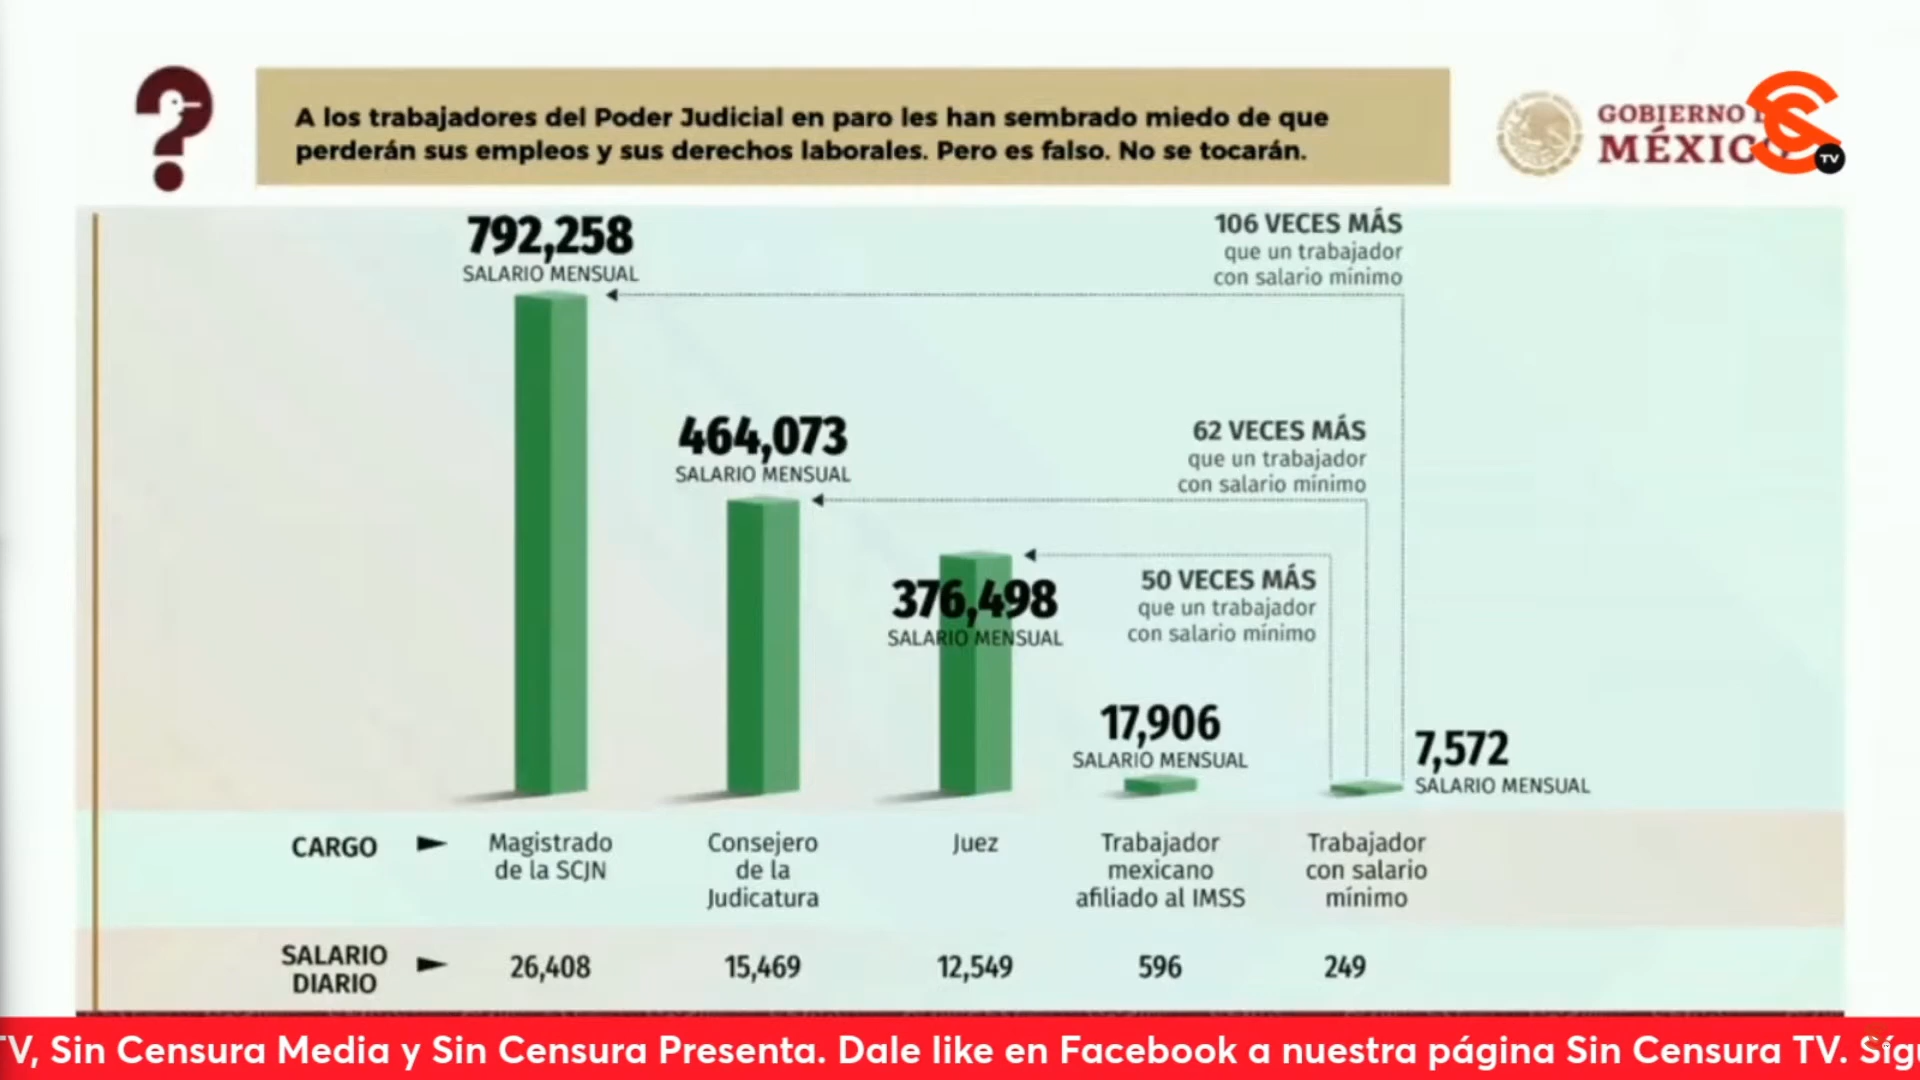 A los trabajadores del Poder Judicial en paro les han sembrado miedo de que
perderán sus empleos y sus derechos laborales. Pero es falso. No se tocarán.
GOBIERNO
MÉXICO
TV
792,258
SALARIO MENSUAL
106 VECES MÁS
que un trabajador
con salario mínimo
464,073
SALARIO MENSUAL
62 VECES MÁS
que un trabajador
con salario mínimo
376,498
SALARIO MENSUAL
50 VECES MÁS
que un trabajador
con salario mínimo
17,906
SALARIO MENSUAL
7,572
SALARIO MENSUAL
CARGO
Magistrado
de la SCJN
Consejero
de la
Judicatura
Juez
Trabajador
mexicano
afiliado al IMSS
Trabajador
con salario
mínimo
SALARIO
DIARIO
26,408
15,469
12,549
596
249
TV, Sin Censura Media y Sin Censura Presenta. Dale like en Facebook a nuestra página Sin Censura TV.